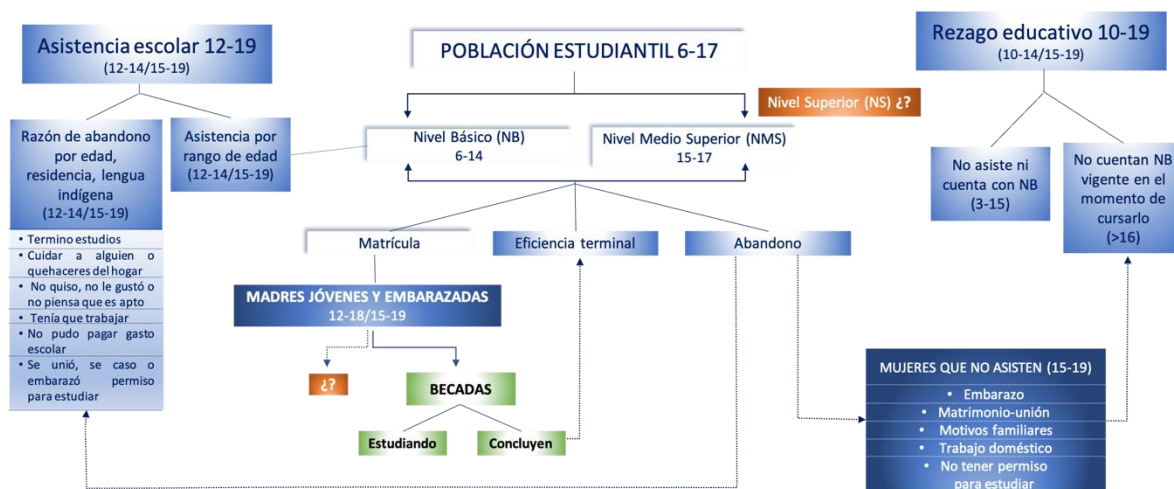 Asistencia escolar 12-19
(12-14/15-19)
POBLACIÓN ESTUDIANTIL 6-17
Rezago educativo 10-19
(10-14/15-19)
Nivel Superior (NS) ¿?
Razón de abandono
por edad,
residencia, lengua
indígena
(12-14/15-19)
Asistencia por
rango de edad
(12-14/15-19)
Nivel Básico (NB)
6-14
Nivel Medio Superior (NMS)
15-17
No asiste ni
cuenta con NB
(3-15)
No cuentan NB
vigente en el
momento de
cursarlo
(>16)
• Termino estudios
• Cuidar a alguien o
quehaceres del hogar
• No quiso, no le gustó o
no piensa que es apto
• Tenía que trabajar
• No pudo pagar gasto
escolar
• Se unió, se caso o
embarazó permiso
para estudiar
Matrícula
Eficiencia terminal
Abandono
MADRES JÓVENES Y EMBARAZADAS
12-18/15-19
¿?
BECADAS
Estudiando
Concluyen
MUJERES QUE NO ASISTEN (15-19)
• Embarazo
• Matrimonio-unión
• Motivos familiares
• Trabajo doméstico
• No tener permiso
para estudiar